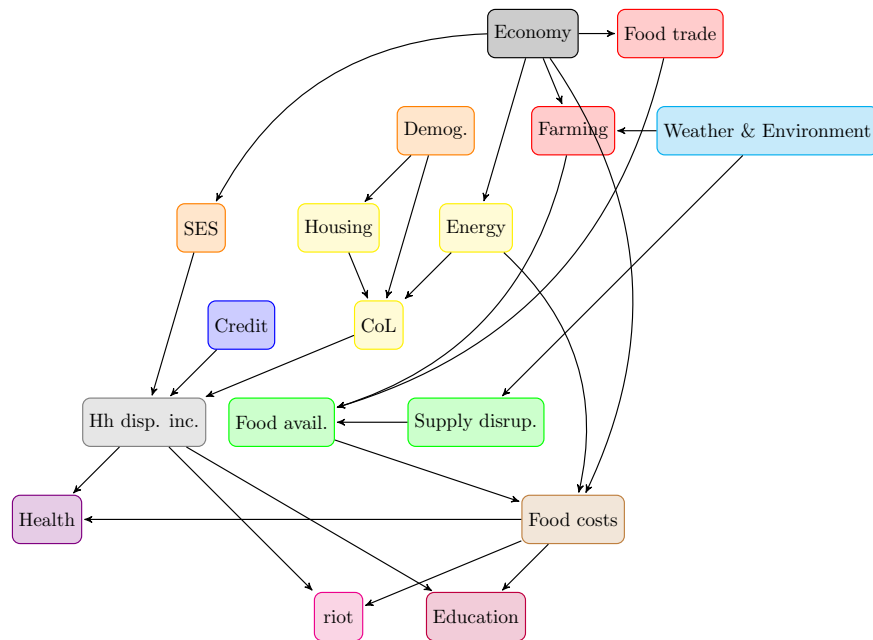 Economy
Food trade
Demog.
Farming
Weather & Environment
SES
Housing
Energy
Credit
CoL
Hh disp. inc.
Food avail.
Supply disrup.
Health
Food costs
riot
Education